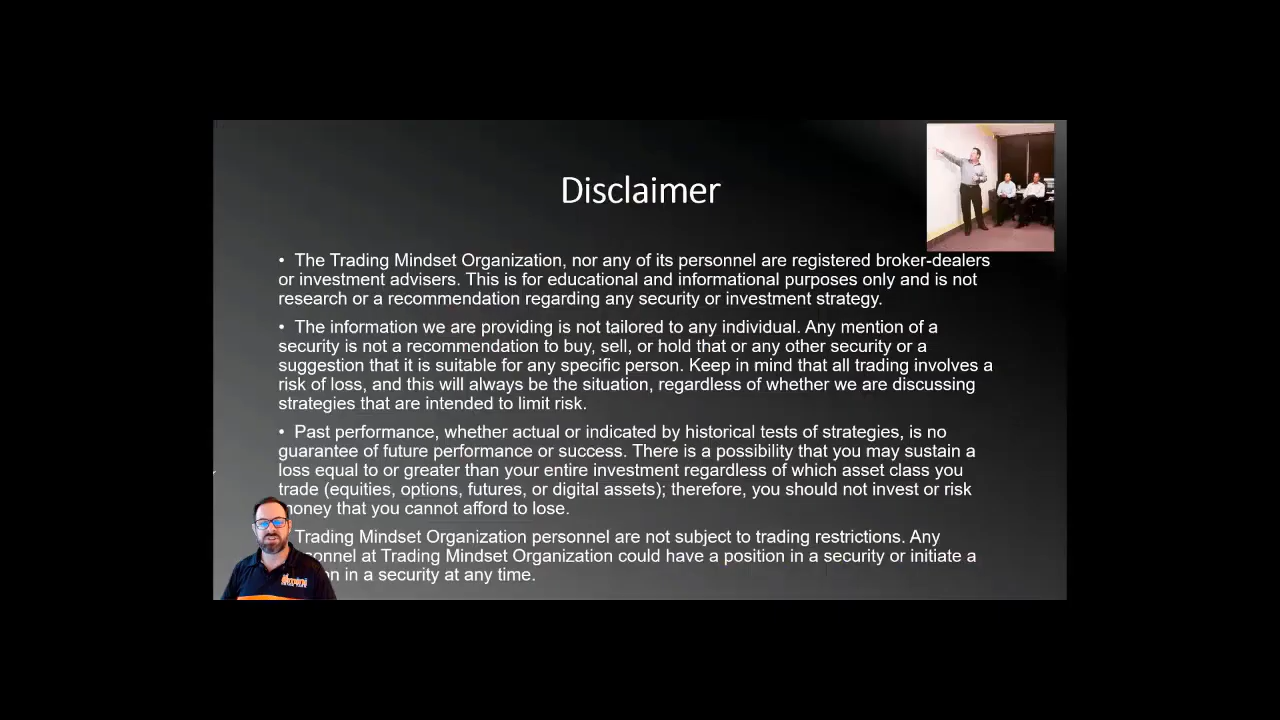 Disclaimer
• The Trading Mindset Organization, nor any of its personnel are registered broker-dealers
or investment advisers. This is for educational and informational purposes only and is not
research or a recommendation regarding any security or investment strategy.
• The information we are providing is not tailored to any individual. Any mention of a
security is not a recommendation to buy, sell, or hold that or any other security or a
suggestion that it is suitable for any specific person. Keep in mind that all trading involves a
risk of loss, and this will always be the situation, regardless of whether we are discussing
strategies that are intended to limit risk.
• Past performance, whether actual or indicated by historical tests of strategies, is no
guarantee of future performance or success. There is a possibility that you may sustain a
loss equal to or greater than your entire investment regardless of which asset class you
trade (equities, options, futures, or digital assets); therefore, you should not invest or risk
money that you cannot afford to lose.
Trading Mindset Organization personnel are not subject to trading restrictions. Any
at Trading Mindset Organization could have a position in a security or initiate a
in a security at any time.